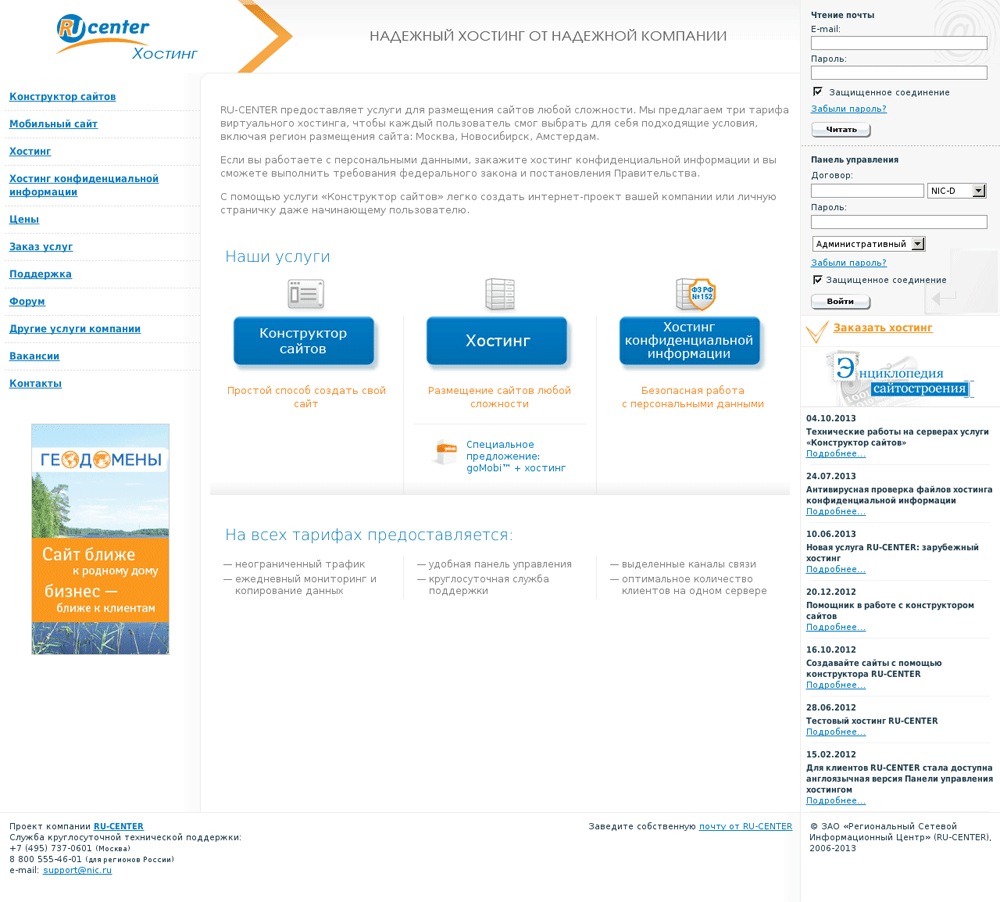 RUcenter
Хостинг
НАДЕЖНЫЙ ХОСТИНГ ОТ НАДЕЖНОЙ КОМПАНИИ
Конструктор сайтов
Мобильный сайт
Хостинг
Хостинг конфиденциальной
информации
Цены
Заказ услуг
Поддержка
Форум
Другие услуги компании
Вакансии
Контакты
ГЕОДОМЕНЫ
Сайт ближе
к родному дому
бизнес —
ближе к клиентам
RU-CENTER предоставляет услуги для размещения сайтов любой сложности. Мы предлагаем три тарифа
виртуального хостинга, чтобы каждый пользователь смог выбрать для себя подходящие условия,
включая регион размещения сайта: Москва, Новосибирск, Амстердам.
Если вы работаете с персональными данными, закажите хостинг конфиденциальной информации и вы
сможете выполнить требования федерального закона и постановления Правительства.
С помощью услуги «Конструктор сайтов» легко создать интернет-проект вашей компании или личную
страничку даже начинающему пользователю.
Наши услуги
Конструктор
сайтов
Простой способ создать свой
сайт
Хостинг
Размещение сайтов любой
сложности
Специальное
предложение:
goMobi™ + хостинг
ФЗ РФ
№152
Хостинг
конфиденциальной
информации
Безопасная работа
с персональными данными
На всех тарифах предоставляется:
— неограниченный трафик
— ежедневный мониторинг и
копирование данных
— удобная панель управления
— круглосуточная служба
поддержки
— выделенные каналы связи
— оптимальное количество
клиентов на одном сервере
Чтение почты
E-mail:
Пароль:
Защищенное соединение
Забыли пароль?
Читать
Панель управления
Договор:
NIC-D
Пароль:
Административный
Забыли пароль?
Защищенное соединение
Войти
Заказать хостинг
Энциклопедия
сайтостроения
04.10.2013
Технические работы на серверах услуги
«Конструктор сайтов»
Подробнее...
24.07.2013
Антивирусная проверка файлов хостинга
конфиденциальной информации
Подробнее...
10.06.2013
Новая услуга RU-CENTER: зарубежный
хостинг
Подробнее...
20.12.2012
Помощник в работе с конструктором
сайтов
Подробнее...
16.10.2012
Создавайте сайты с помощью
конструктора RU-CENTER
Подробнее...
28.06.2012
Тестовый хостинг RU-CENTER
Подробнее...
15.02.2012
Для клиентов RU-CENTER стала доступна
англоязычная версия Панели управления
хостингом
Подробнее...
Проект компании RU-CENTER
Служба круглосуточной технической поддержки:
+7 (495) 737-0601 (Москва)
8 800 555-46-01 (для регионов России)
e-mail: support@nic.ru
Заведите собственную почту от RU-CENTER
© ЗАО «Региональный Сетевой
Информационный Центр» (RU-CENTER),
2006-2013